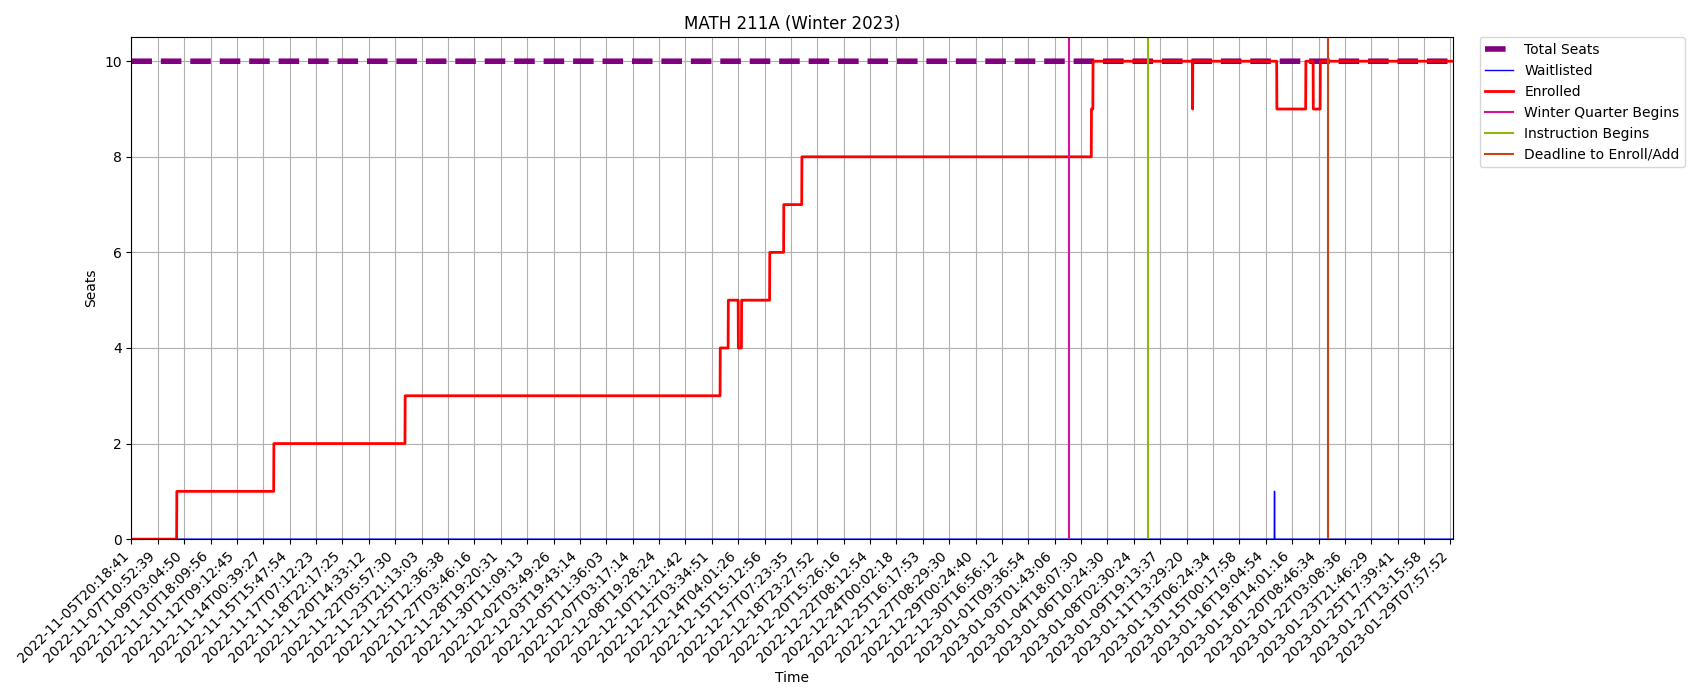 MATH 211A (Winter 2023)
Total Seats
Waitlisted
Enrolled
Winter Quarter Begins
Instruction Begins
Deadline to Enroll/Add
Seats
10
8
6
4
2
0
2022-11-05T20:18:41
2022-11-07T10:52:39
2022-11-09T03:04:50
2022-11-10T18:09:56
2022-11-12T09:12:45
2022-11-14T00:39:27
2022-11-15T15:47:54
2022-11-17T07:12:23
2022-11-18T22:17:25
2022-11-20T14:33:12
2022-11-22T05:57:30
2022-11-23T21:13:03
2022-11-25T12:36:38
2022-11-27T03:46:16
2022-11-28T19:20:31
2022-11-30T11:09:13
2022-12-02T03:49:26
2022-12-03T19:43:14
2022-12-05T11:36:03
2022-12-07T03:17:14
2022-12-08T19:28:24
2022-12-10T11:21:42
2022-12-12T03:34:51
2022-12-14T04:01:26
2022-12-15T15:12:56
2022-12-17T07:23:35
2022-12-18T23:27:52
2022-12-20T15:26:16
2022-12-22T08:12:54
2022-12-24T00:02:18
2022-12-25T16:17:53
2022-12-27T08:29:30
2022-12-29T00:24:40
2022-12-30T16:56:12
2023-01-01T09:36:54
2023-01-03T01:43:06
2023-01-04T18:07:30
2023-01-06T10:24:30
2023-01-08T02:30:24
2023-01-09T19:13:37
2023-01-11T13:29:20
2023-01-13T06:24:34
2023-01-15T00:17:58
2023-01-16T19:04:54
2023-01-18T14:01:16
2023-01-20T08:46:34
2023-01-22T03:08:36
2023-01-23T21:46:29
2023-01-25T17:39:41
2023-01-27T13:15:58
2023-01-29T07:57:52
Time